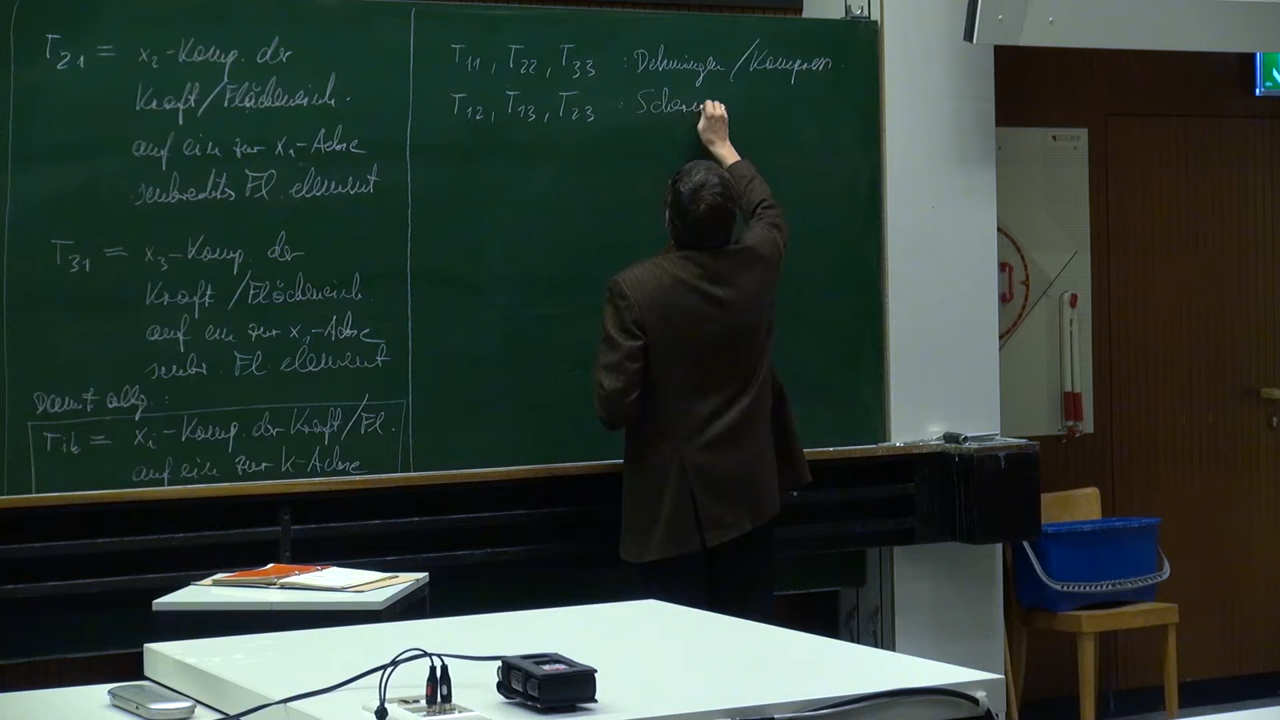 T21 = x2-Komp. der
Kraft/Flächeneinh.
auf ein zur x1-Achse
senkrechtes Fl. element
T31 = x3-Komp. der
Kraft/Flächeneinh.
auf ein zur x1-Achse
senkr. Fl. element
Damit allg.:
Tik = xi-Komp. der Kraft/Fl.
auf ein zur K-Achse
T11, T22, T33 : Dehnungen/Kompress.
T12, T13, T23 : Scheru